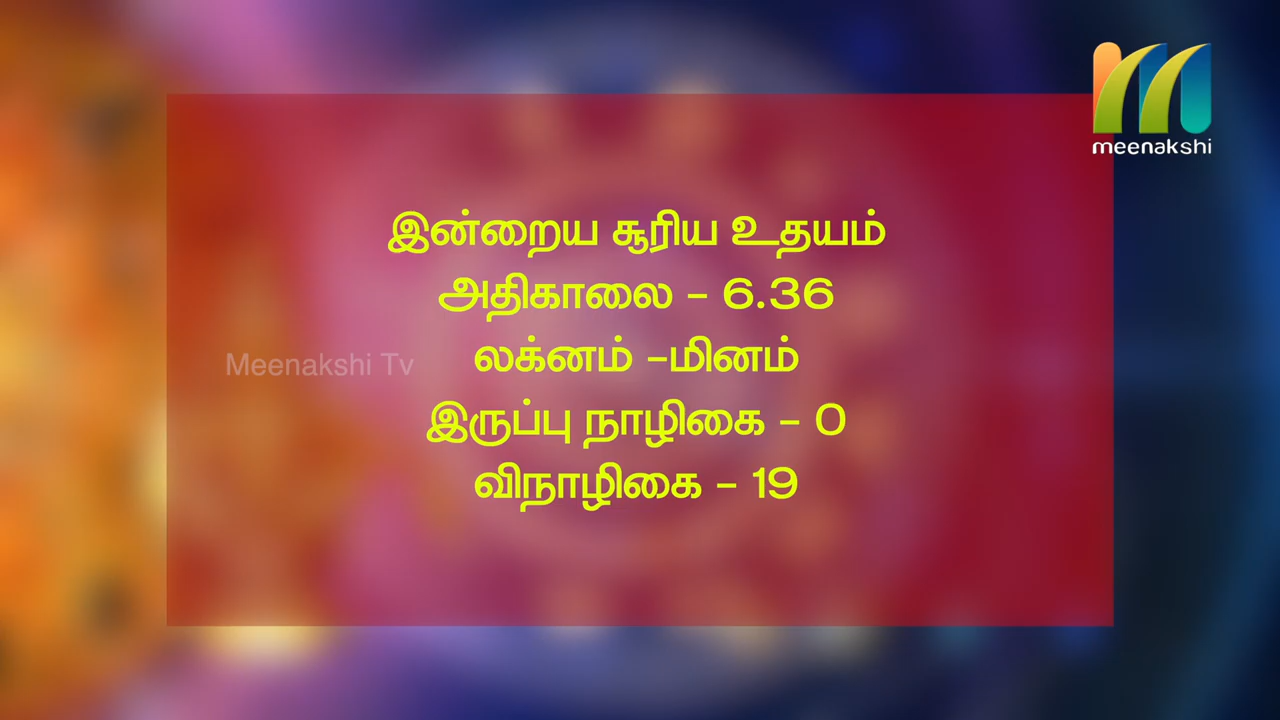 meenakshi
இன்றைய சூரிய உதயம்
அதிகாலை - 6.36
லக்னம் -மினம்
Meenakshi Tv
இருப்பு நாழிகை - 0
விநாழிகை - 19